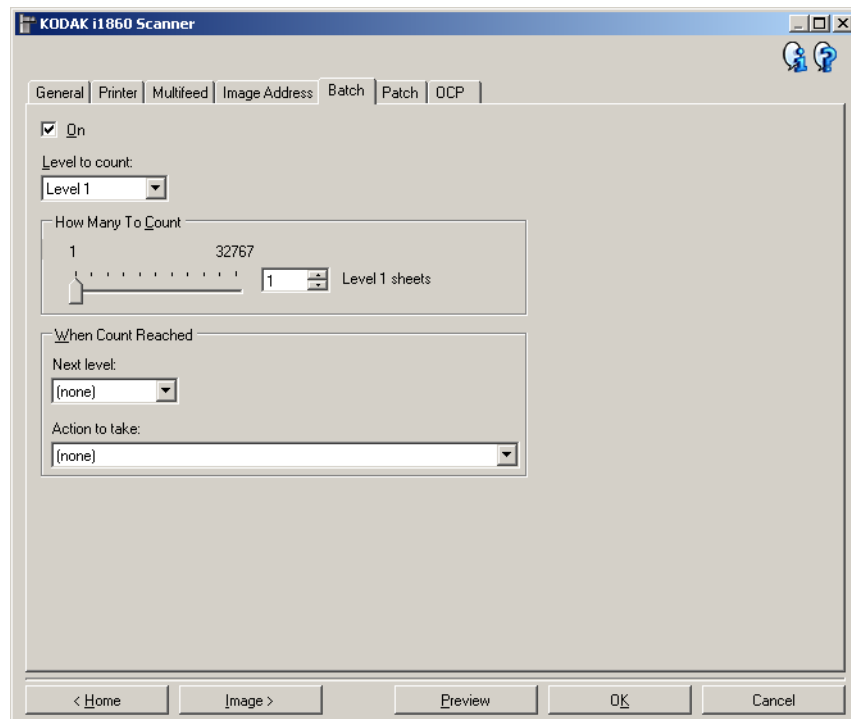 KODAK i1860 Scanner
General Printer Multifeed Image Address Batch Patch OCP
On
Level to count:
Level 1
How Many To Count
1 32767
1 Level 1 sheets
When Count Reached
Next level:
(none)
Action to take:
(none)
< Home Image > Preview OK Cancel